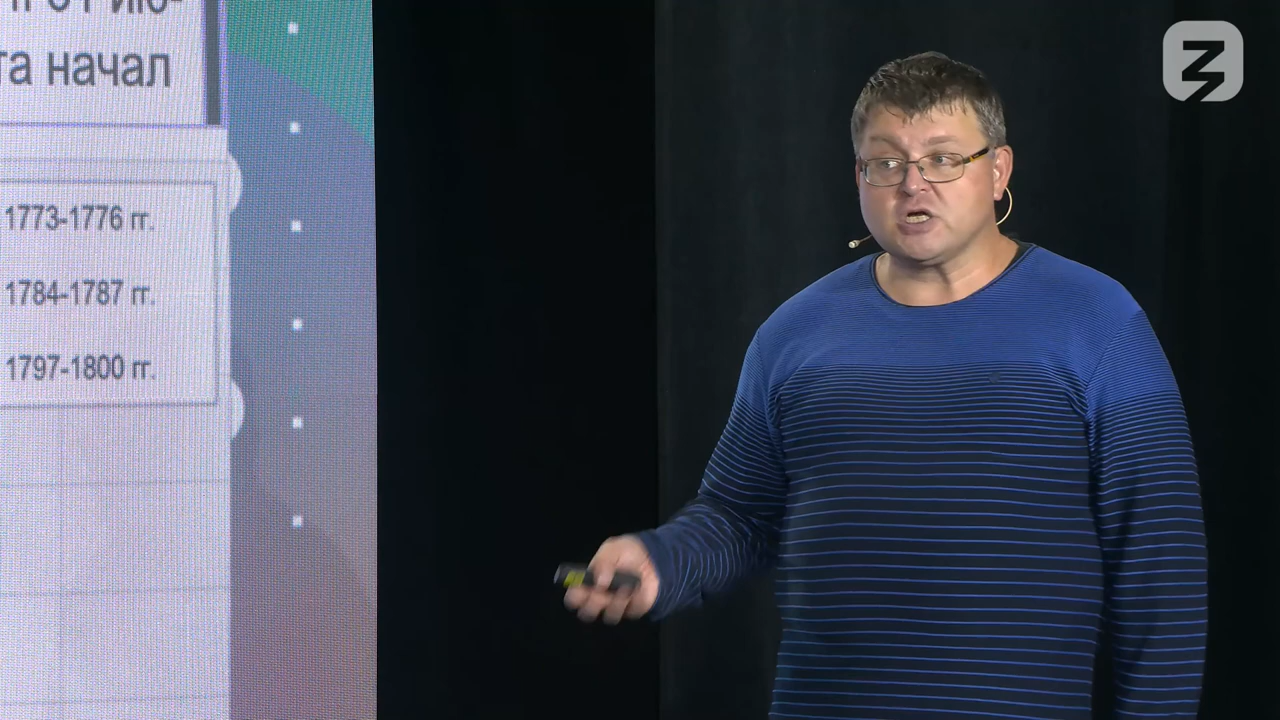 та начал
1773-1776 гг.
1784-1787 гг.
1797-1800 гг.